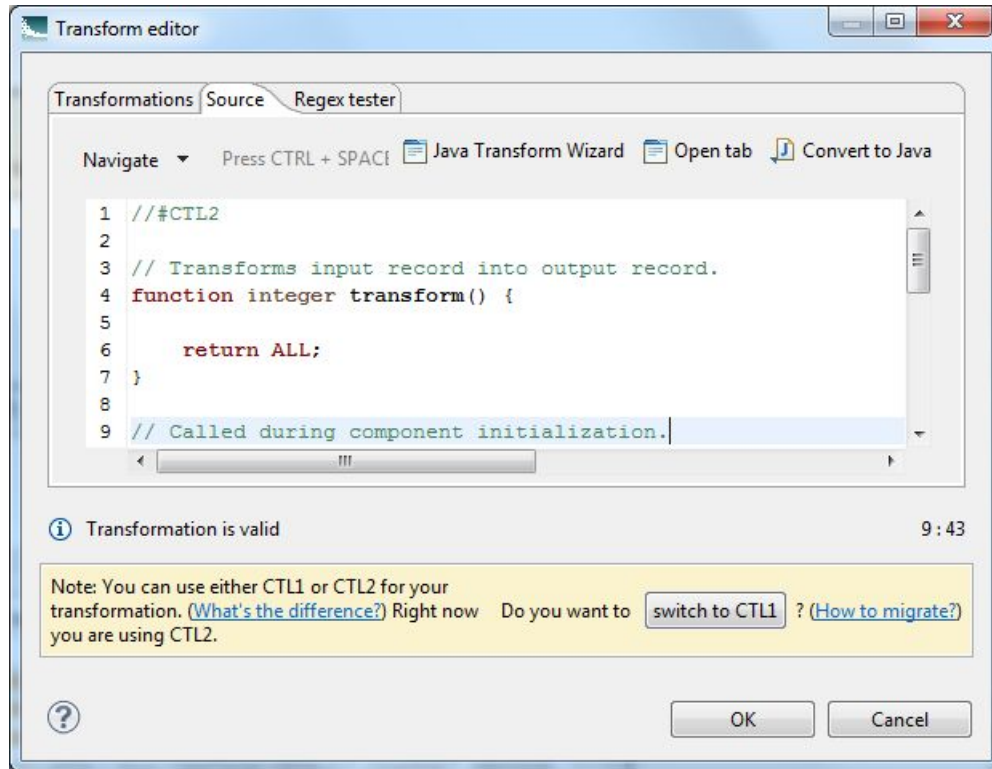 Transform editor
Transformations Source Regex tester
Navigate Press CTRL + SPACE Java Transform Wizard Open tab Convert to Java
1 //#CTL2
2
3 // Transforms input record into output record.
4 function integer transform() {
5
6 return ALL;
7 }
8
9 // Called during component initialization.
Transformation is valid 9 : 43
Note: You can use either CTL1 or CTL2 for your
transformation. (What's the difference?) Right now Do you want to switch to CTL1 ? (How to migrate?)
you are using CTL2.
OK Cancel